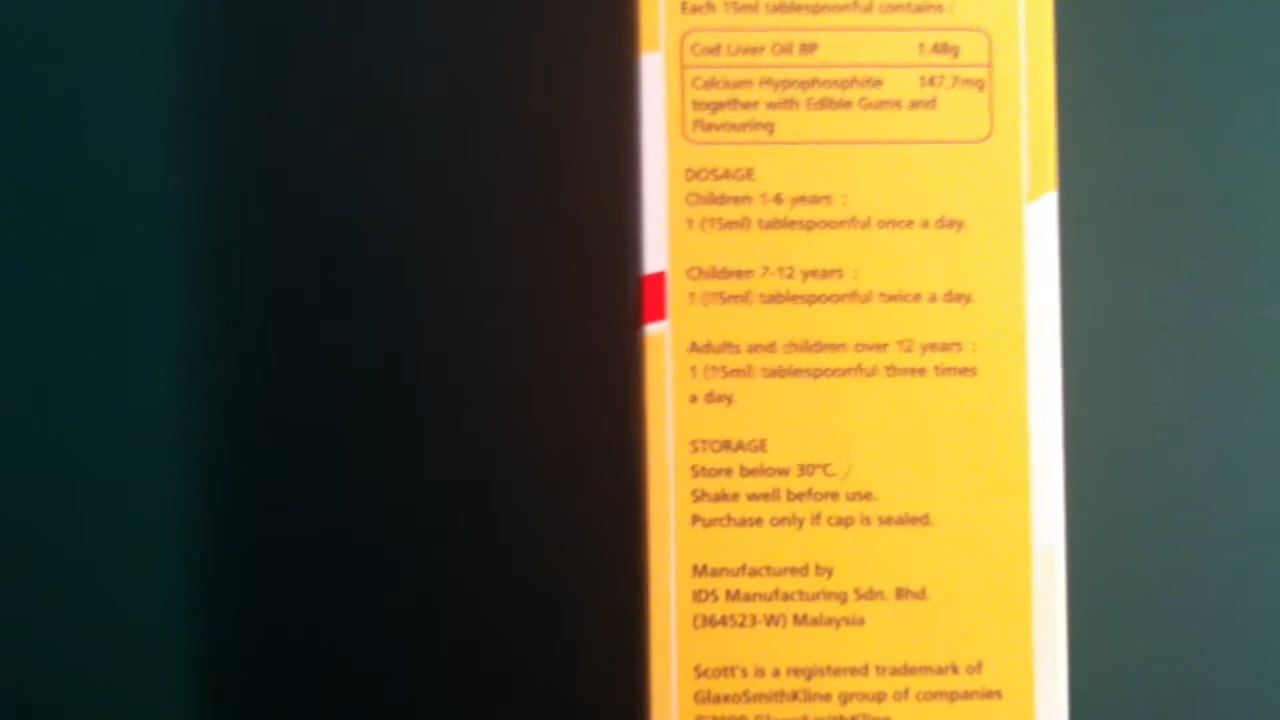 Each 15ml tablespoonful contains :
Cod Liver Oil BP 1.48g
Calcium Hypophosphite 147.7mg
together with Edible Gums and
Flavouring
DOSAGE
Children 1-6 years :
1 (15ml) tablespoonful once a day.
Children 7-12 years :
1 (15ml) tablespoonful twice a day.
Adults and children over 12 years :
1 (15ml) tablespoonful three times
a day.
STORAGE
Store below 30°C.
Shake well before use.
Purchase only if cap is sealed.
Manufactured by
IDS Manufacturing Sdn. Bhd.
(364523-W) Malaysia
Scott's is a registered trademark of
GlaxoSmithKline group of companies
GlaxoSmithKline